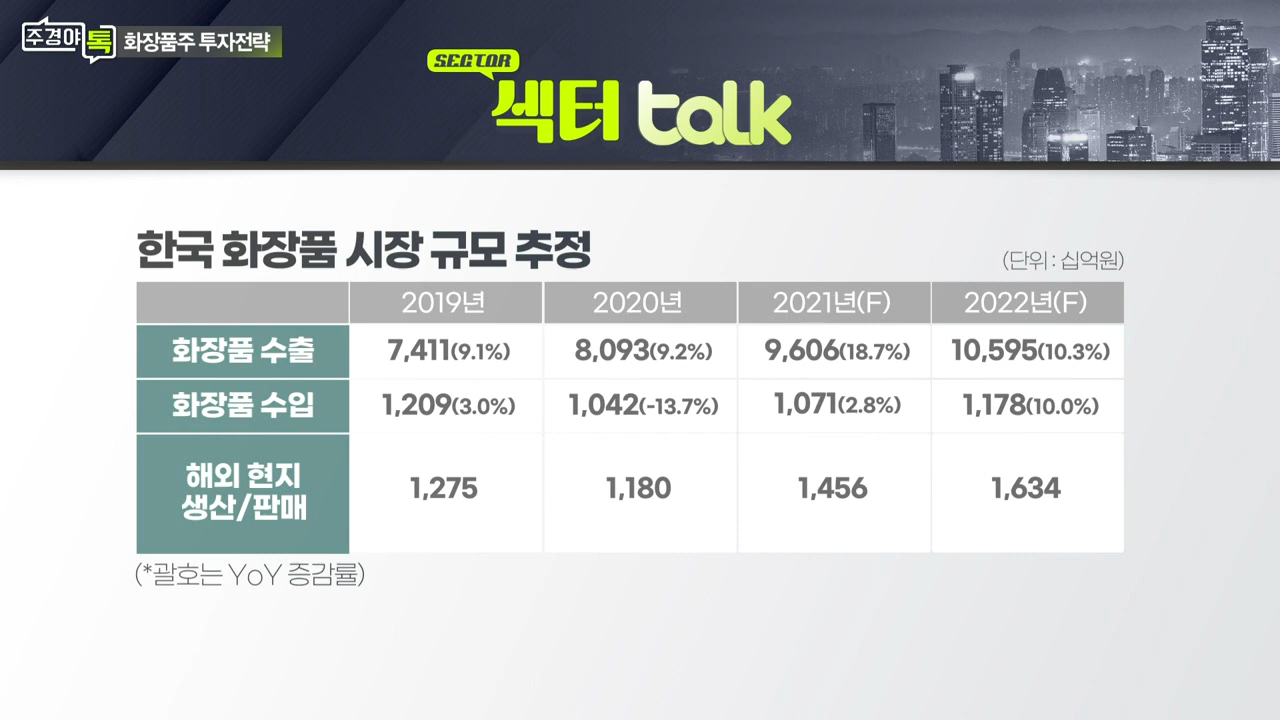 주경야톡 화장품주 투자전략
SECTOR
섹터 talk
한국 화장품 시장 규모 추정
(단위 : 십억원)
2019년 2020년 2021년(F) 2022년(F)
화장품 수출 7,411(9.1%) 8,093(9.2%) 9,606(18.7%) 10,595(10.3%)
화장품 수입 1,209(3.0%) 1,042(-13.7%) 1,071(2.8%) 1,178(10.0%)
해외 현지
생산/판매 1,275 1,180 1,456 1,634
(*괄호는 YoY 증감률)